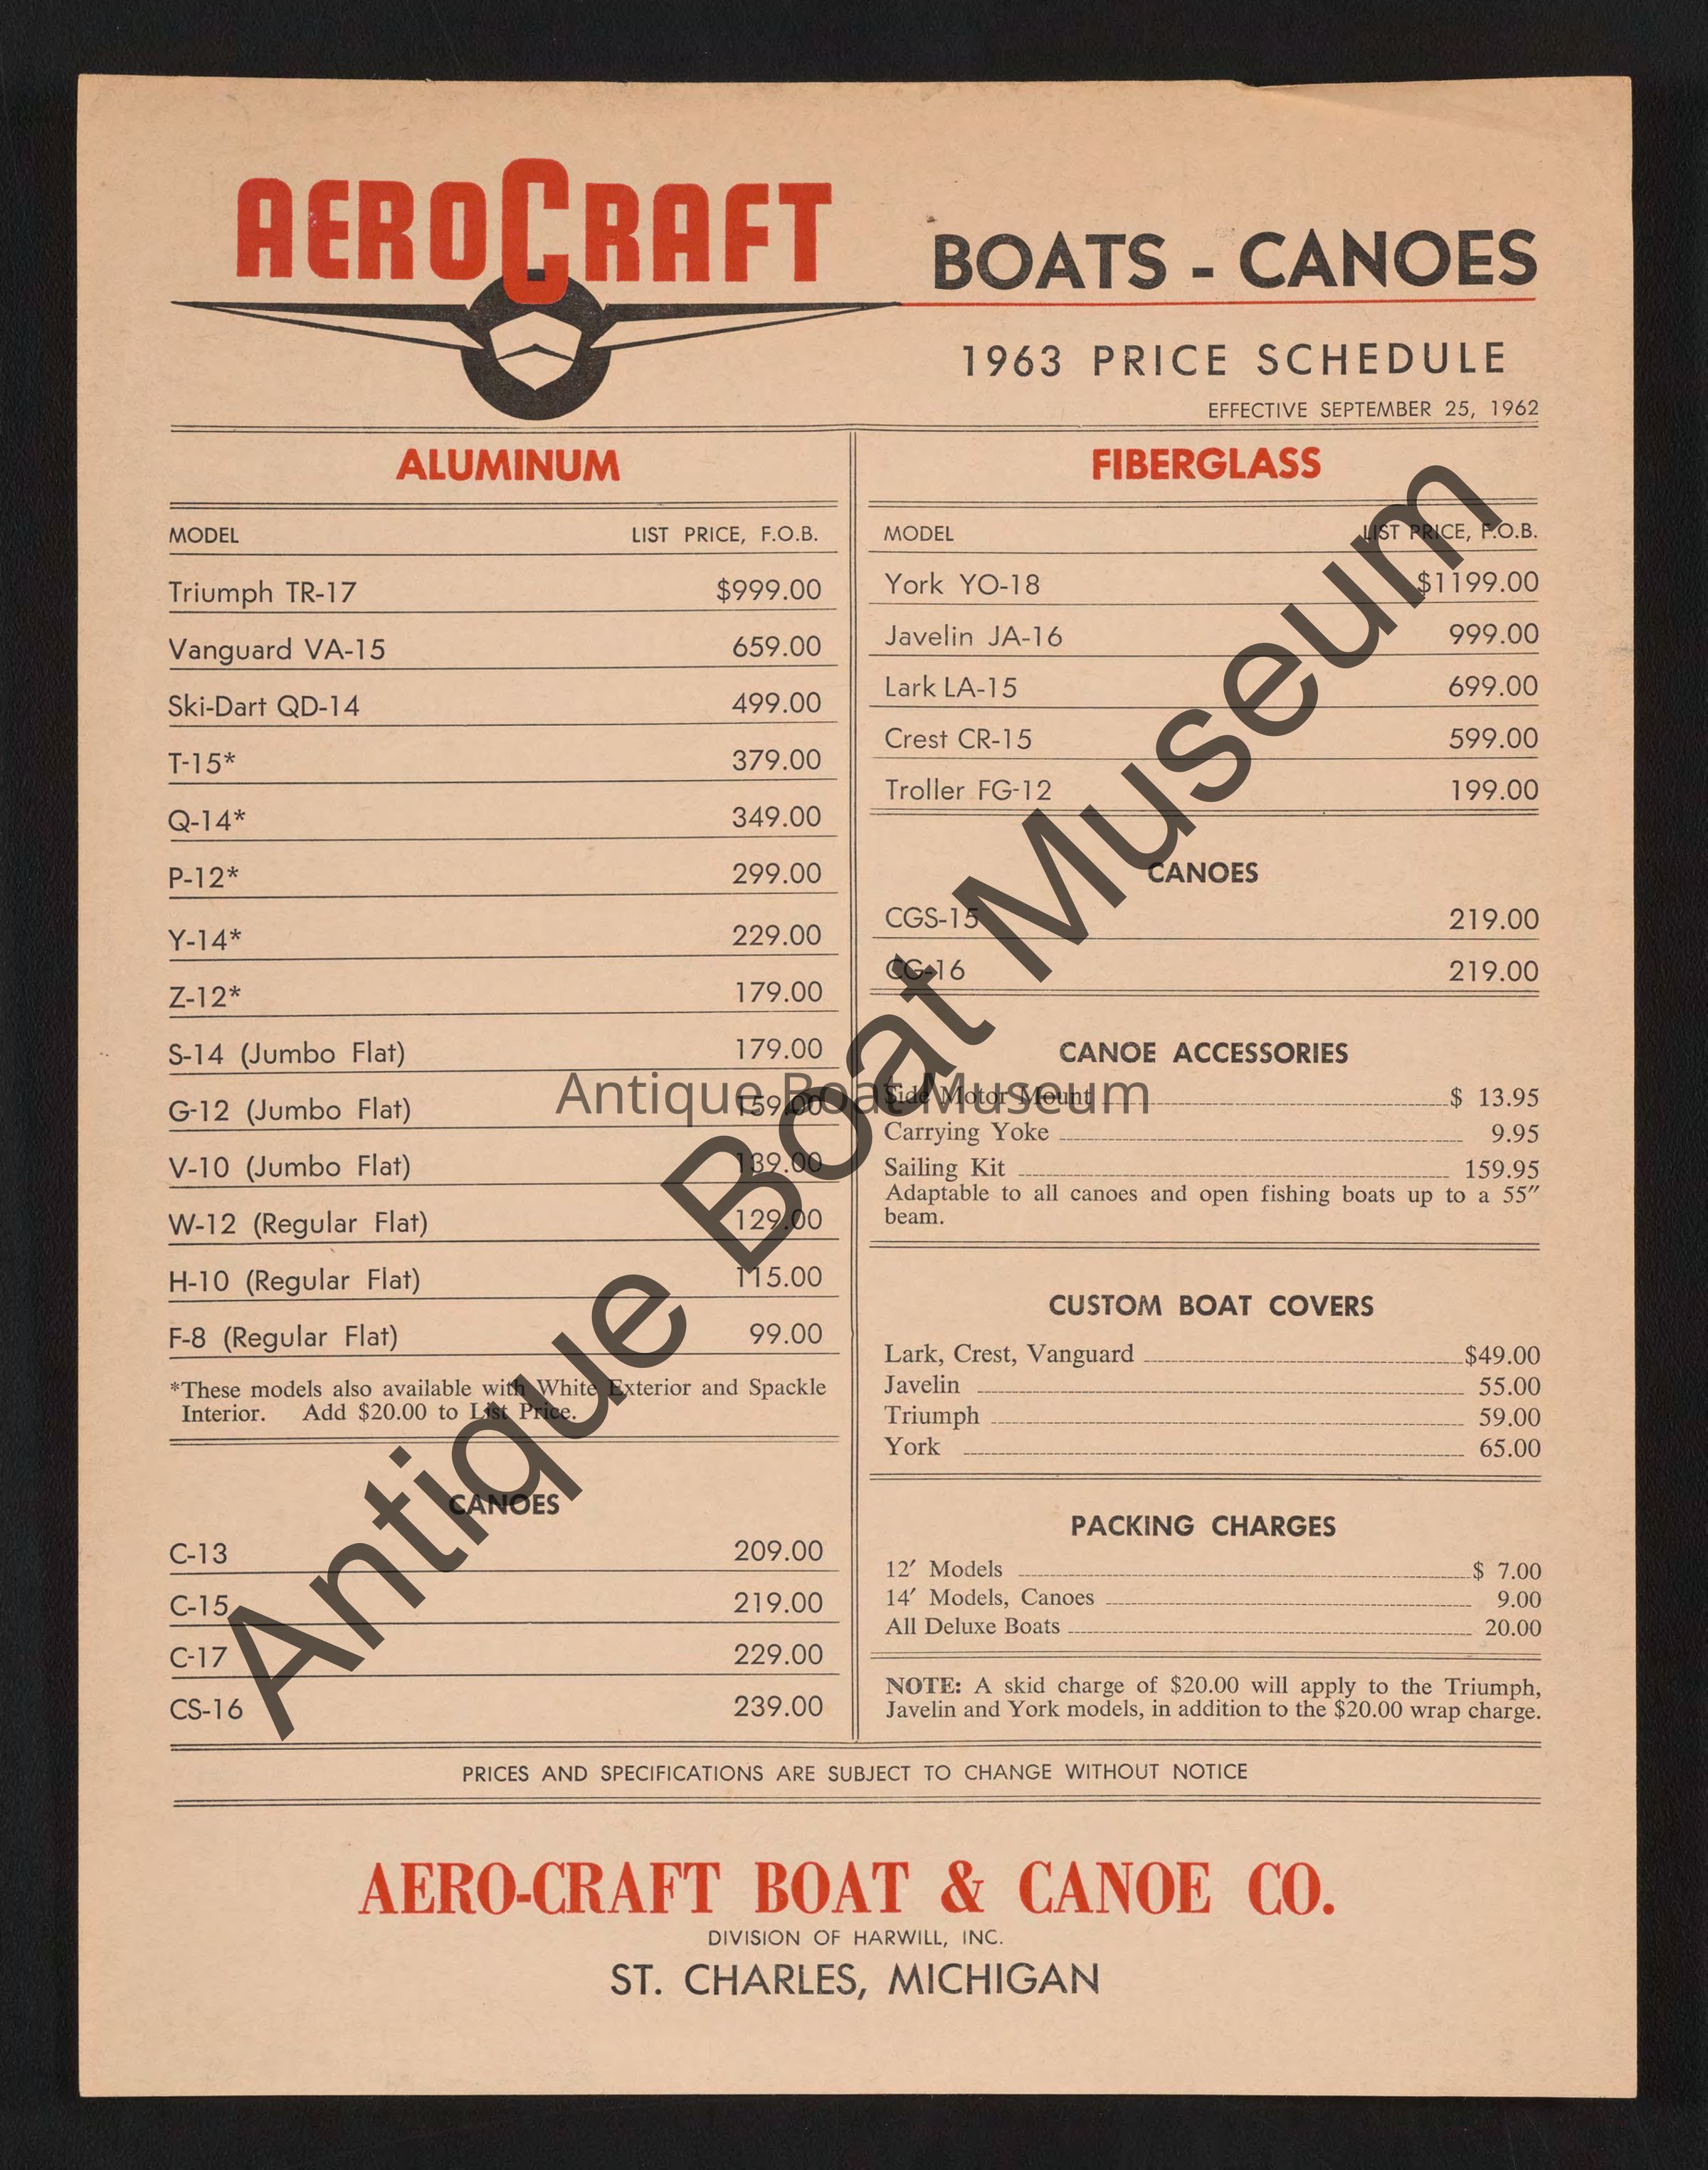 AEROCRAFT
BOATS - CANOES
1963 PRICE SCHEDULE
EFFECTIVE SEPTEMBER 25, 1962
ALUMINUM
MODEL LIST PRICE, F.O.B.
Triumph TR-17 $999.00
Vanguard VA-15 659.00
Ski-Dart QD-14 499.00
T-15* 379.00
Q-14* 349.00
P-12* 299.00
Y-14* 229.00
Z-12* 179.00
S-14 (Jumbo Flat) 179.00
G-12 (Jumbo Flat) 159.00
V-10 (Jumbo Flat) 139.00
W-12 (Regular Flat) 129.00
H-10 (Regular Flat) 115.00
F-8 (Regular Flat) 99.00
*These models also available with White Exterior and Spackle
Interior. Add $20.00 to List Price.
CANOES
C-13 209.00
C-15 219.00
C-17 229.00
CS-16 239.00
FIBERGLASS
MODEL LIST PRICE, F.O.B.
York YO-18 $1199.00
Javelin JA-16 999.00
Lark LA-15 699.00
Crest CR-15 599.00
Troller FG-12 199.00
CANOES
CGS-15 219.00
CG-16 219.00
CANOE ACCESSORIES
Side Motor Mount $ 13.95
Carrying Yoke 9.95
Sailing Kit 159.95
Adaptable to all canoes and open fishing boats up to a 55″
beam.
CUSTOM BOAT COVERS
Lark, Crest, Vanguard $49.00
Javelin 55.00
Triumph 59.00
York 65.00
PACKING CHARGES
12′ Models $ 7.00
14′ Models, Canoes 9.00
All Deluxe Boats 20.00
NOTE: A skid charge of $20.00 will apply to the Triumph,
Javelin and York models, in addition to the $20.00 wrap charge.
PRICES AND SPECIFICATIONS ARE SUBJECT TO CHANGE WITHOUT NOTICE
AERO-CRAFT BOAT & CANOE CO.
DIVISION OF HARWILL, INC.
ST. CHARLES, MICHIGAN
Antique Boat Museum
Antique Boat Museum